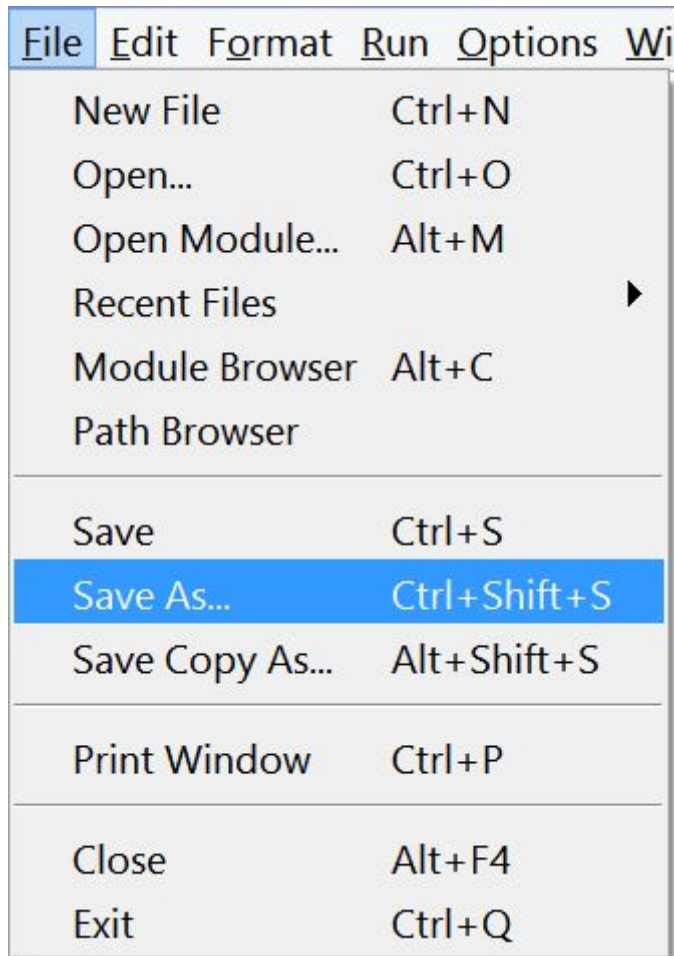 File Edit Format Run Options Wi
New File Ctrl+N
Open... Ctrl+O
Open Module... Alt+M
Recent Files
Module Browser Alt+C
Path Browser
Save Ctrl+S
Save As... Ctrl+Shift+S
Save Copy As... Alt+Shift+S
Print Window Ctrl+P
Close Alt+F4
Exit Ctrl+Q